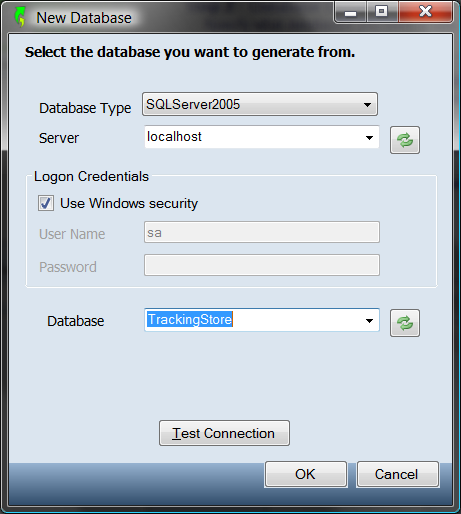 New Database
Select the database you want to generate from.
Database Type SQLServer2005
Server localhost
Logon Credentials
Use Windows security
User Name sa
Password
Database TrackingStore
Test Connection
OK Cancel